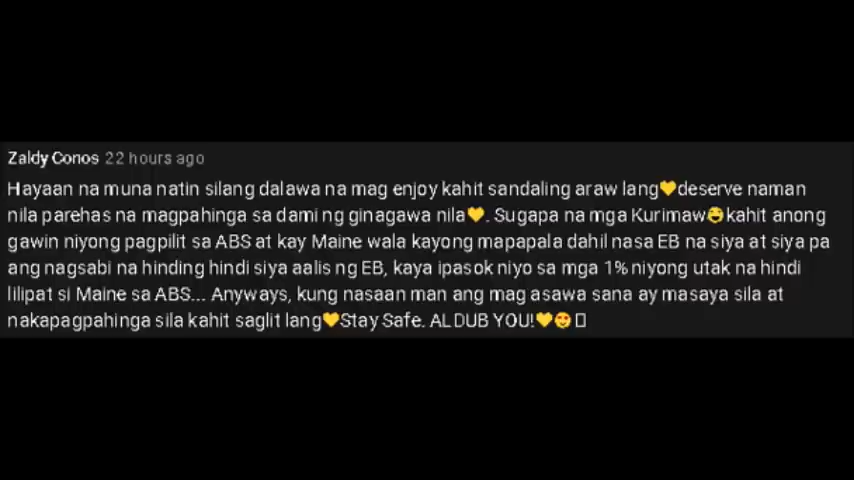 Zaldy Conos 22 hours ago
Hayaan na muna natin silang dalawa na mag enjoy kahit sandaling araw lang💛deserve naman
nila parehas na magpahinga sa dami ng ginagawa nila💛. Sugapa na mga Kurimaw😂kahit anong
gawin niyong pagpilit sa ABS at kay Maine wala kayong mapapala dahil nasa EB na siya at siya pa
ang nagsabi na hinding hindi siya aalis ng EB, kaya ipasok niyo sa mga 1% niyong utak na hindi
lilipat si Maine sa ABS... Anyways, kung nasaan man ang mag asawa sana ay masaya sila at
nakapagpahinga sila kahit saglit lang💛Stay Safe. ALDUB YOU!💛😍